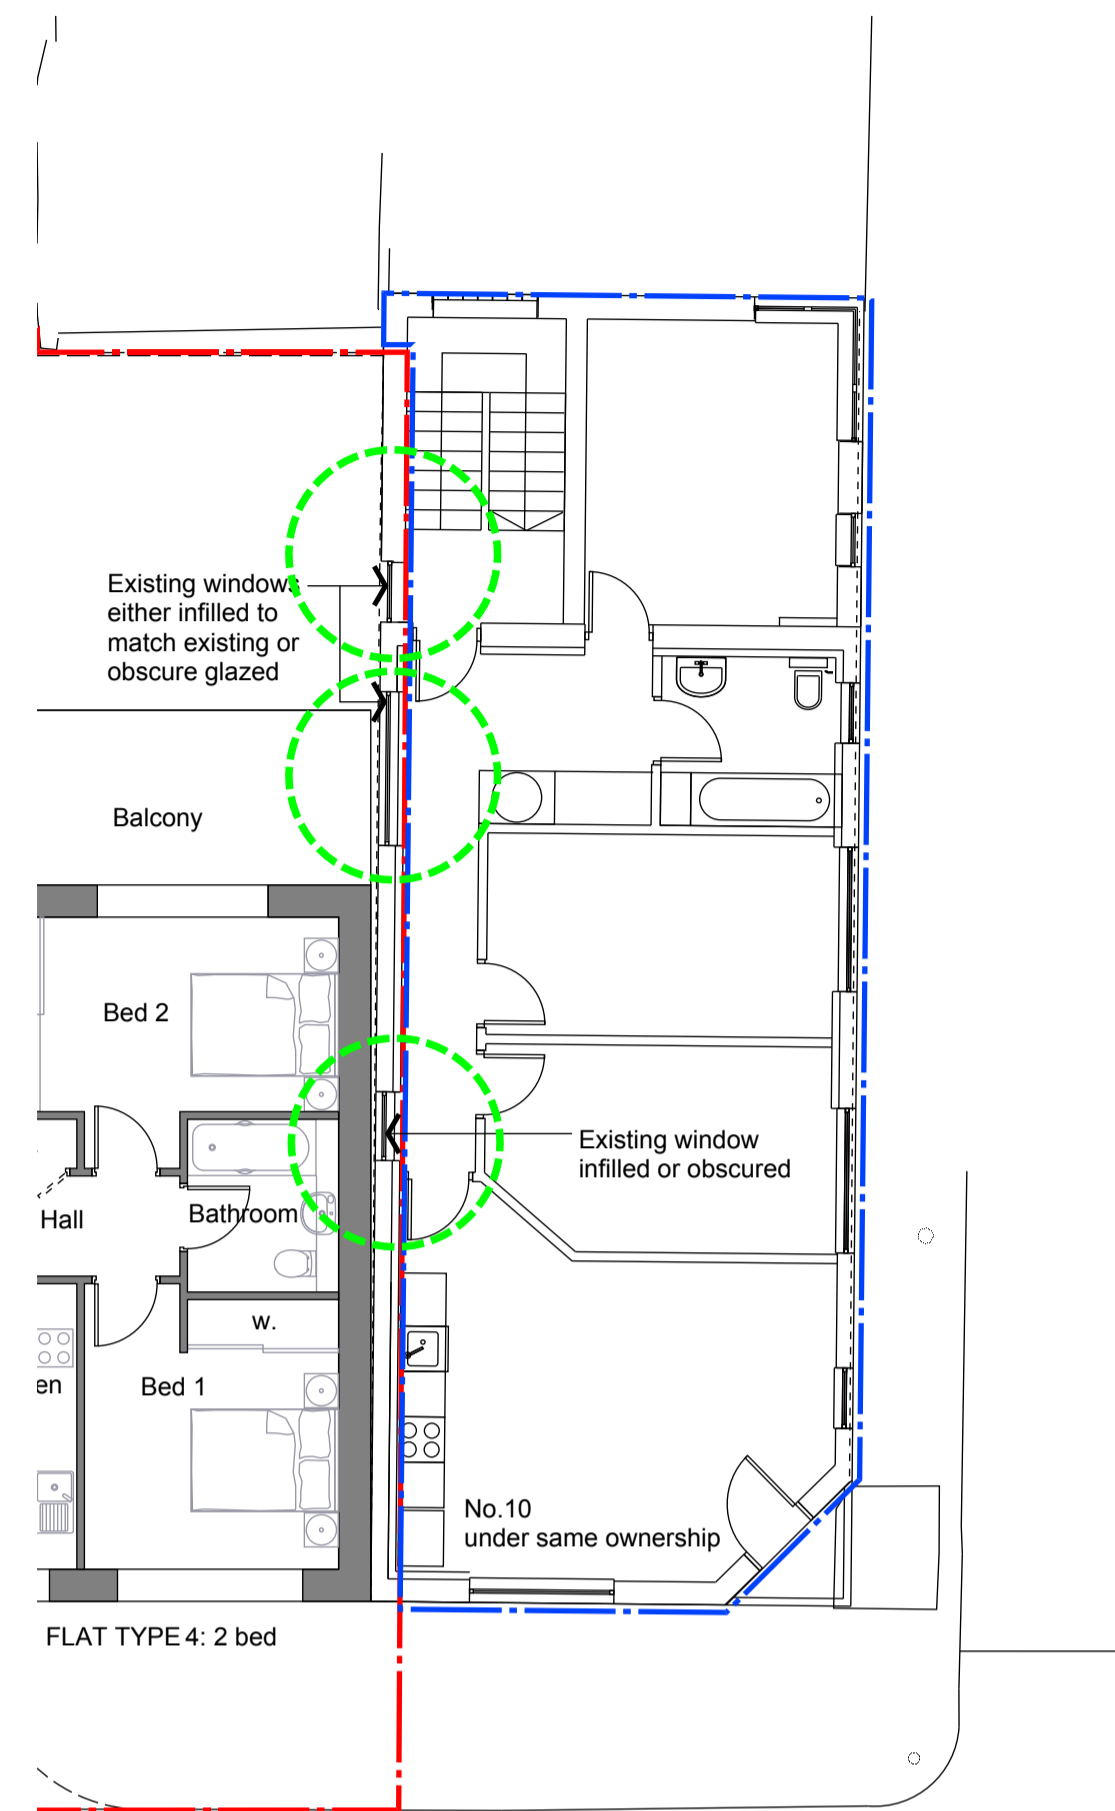 Existing windows
either infilled to
match existing or
obscure glazed
Balcony
Bed 2
Existing window
infilled or obscured
Hall
Bathroom
w.
en
Bed 1
No.10
under same ownership
FLAT TYPE 4: 2 bed